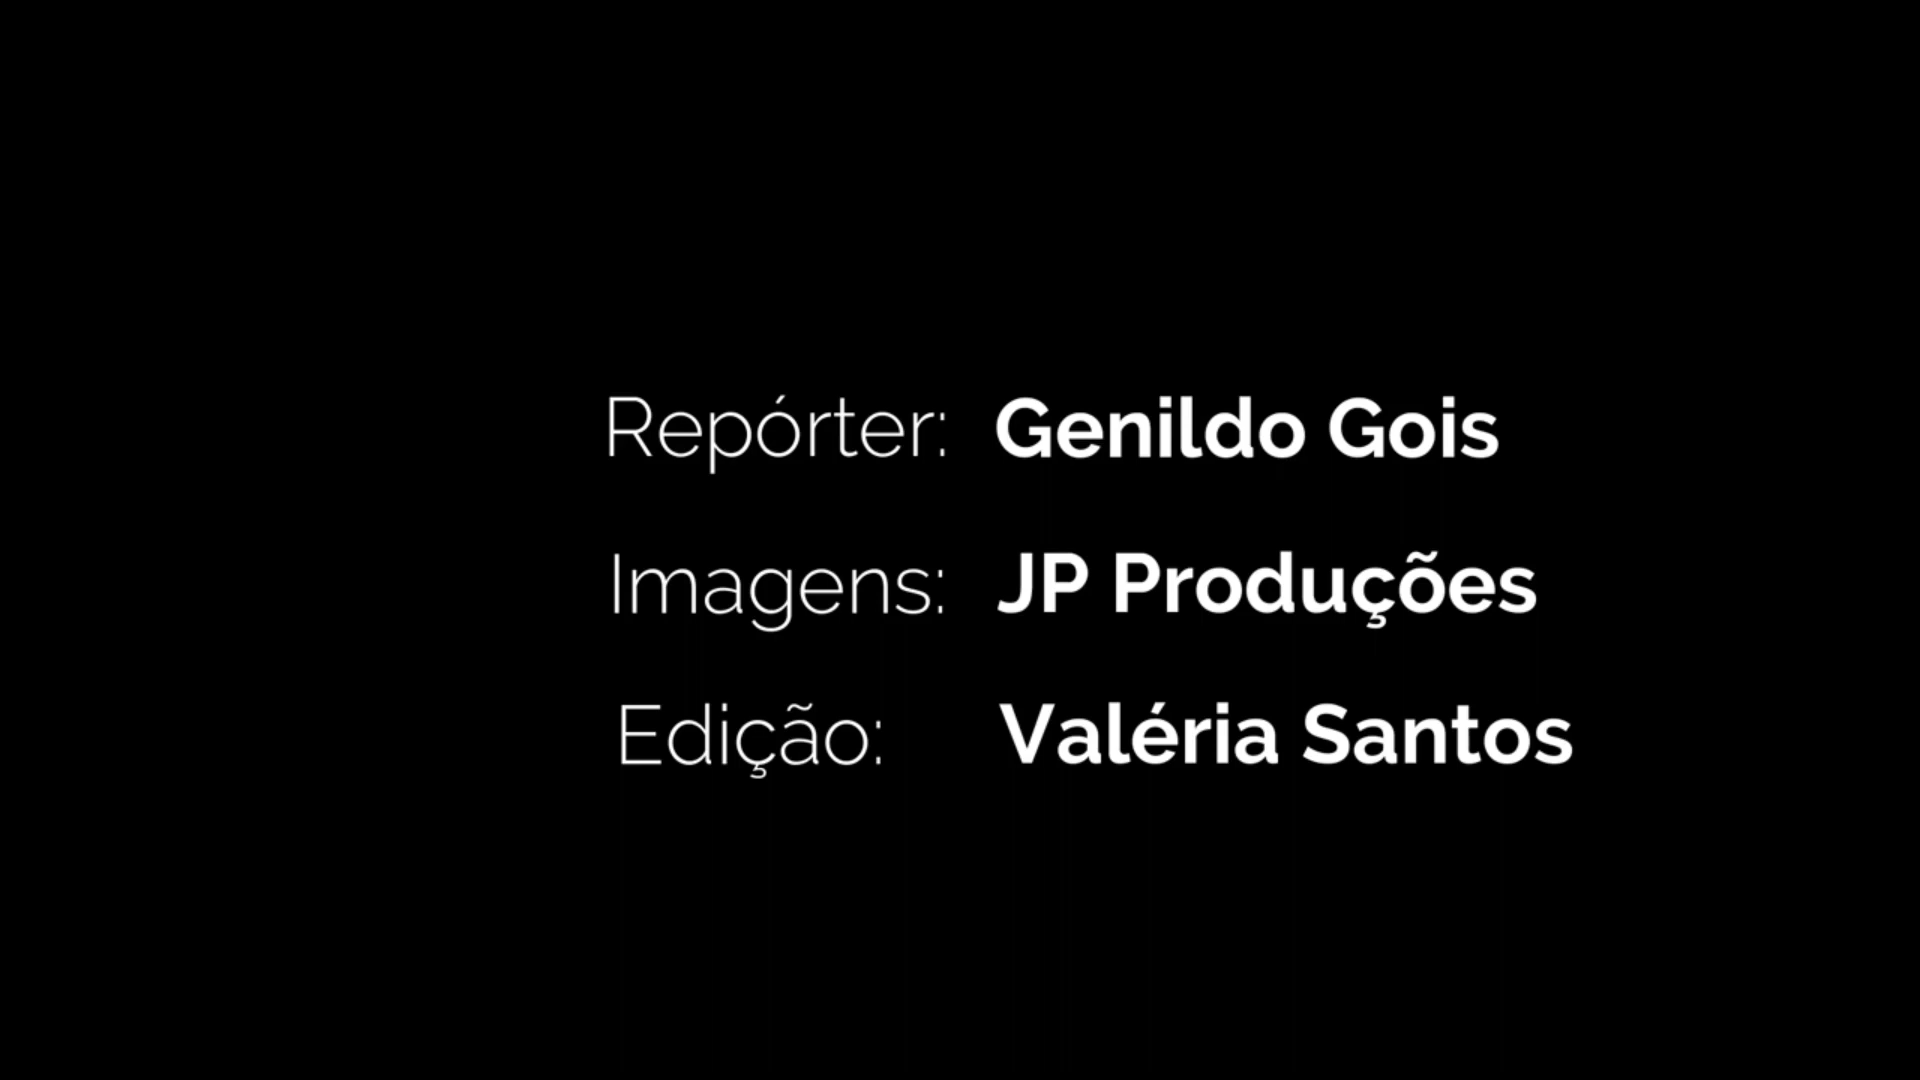 Repórter: Genildo Gois
Imagens: JP Produções
Edição: Valéria Santos